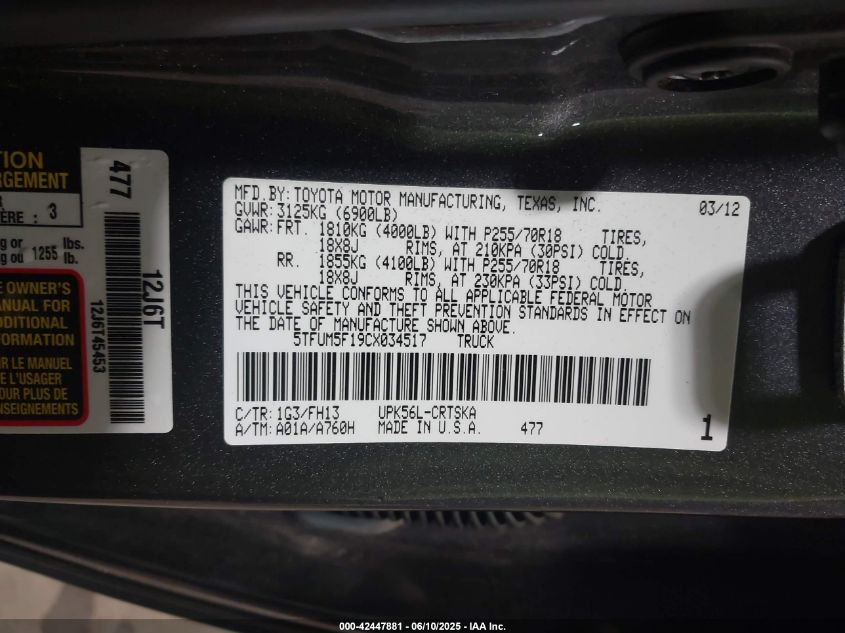 TION
RGEMENT
R
ÈRE : 3
g or 1255 lbs.
g ou lb.
E OWNER'S
MANUAL FOR
DDITIONAL
FORMATION
R LE MANUEL
L'USAGER
OUR PLUS DE
NSEIGNEMENTS
477
12J6T
12J6T45453
MFD BY: TOYOTA MOTOR MANUFACTURING, TEXAS, INC. 03/12
GVWR: 3125KG (6900LB)
GAWR: FRT. 1810KG (4000LB) WITH P255/70R18 TIRES,
18X8J RIMS, AT 210KPA (30PSI) COLD.
RR. 1855KG (4100LB) WITH P255/70R18 TIRES,
18X8J RIMS, AT 230KPA (33PSI) COLD.
THIS VEHICLE CONFORMS TO ALL APPLICABLE FEDERAL MOTOR
VEHICLE SAFETY AND THEFT PREVENTION STANDARDS IN EFFECT ON
THE DATE OF MANUFACTURE SHOWN ABOVE.
5TFUM5F19CX034517 TRUCK
C/TR: 1G3/FH13 UPK56L-CRTSKA
A/TM: A01A/A760H MADE IN U.S.A. 477 1
000-42447881 - 06/10/2025 - IAA Inc.